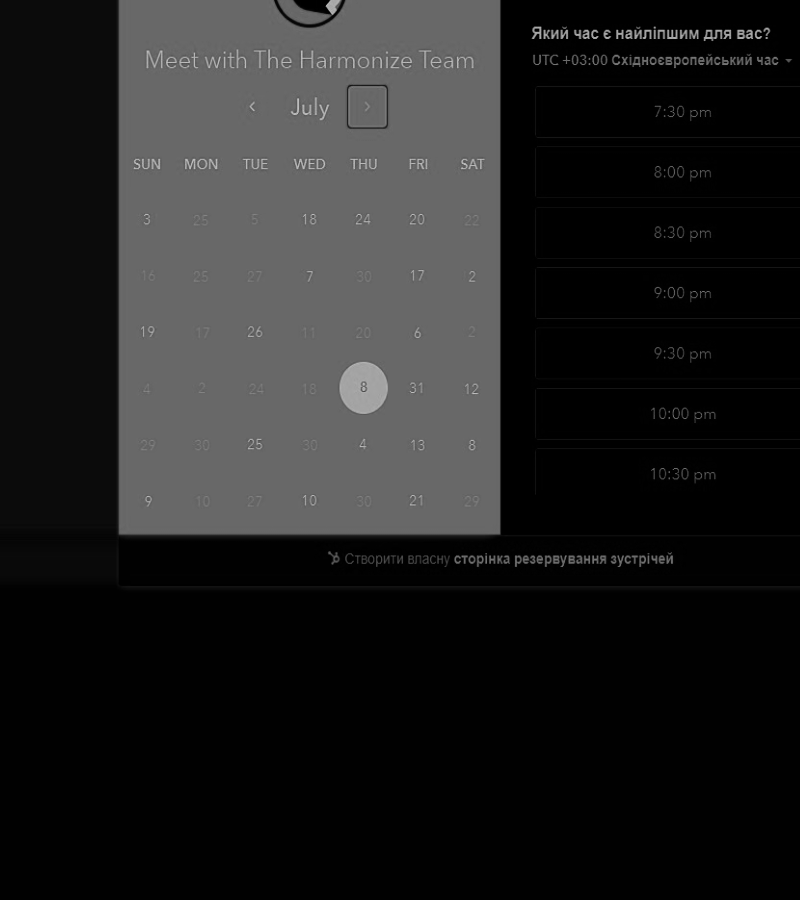 Meet with The Harmonize Team
July
SUN MON TUE WED THU FRI SAT
3 25 5 18 24 20 22
16 25 27 7 30 17 2
19 17 26 11 20 6 2
4 2 24 18 8 31 12
29 30 25 30 4 13 8
9 10 27 10 30 21 29
Який час є найліпшим для вас?
UTC +03:00 Східноєвропейський час
7:30 pm
8:00 pm
8:30 pm
9:00 pm
9:30 pm
10:00 pm
10:30 pm
Створити власну сторінка резервування зустрічей